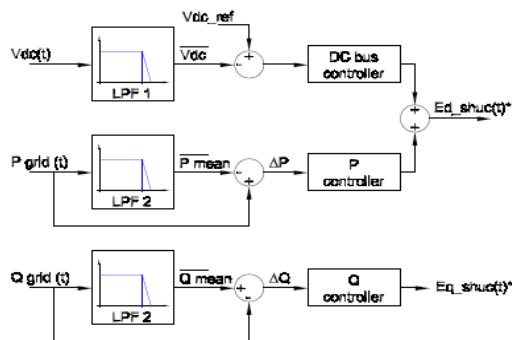 Vdc_ref
Vdc(t)
Vdc
+
-
DC bus
controller
LPF 1
+
+
Ed_shuc(t)*
P grid (t)
P mean
-
+
ΔP
P
controller
LPF 2
Q grid (t)
Q mean
+
-
ΔQ
Q
controller
Eq_shuc(t)*
LPF 2